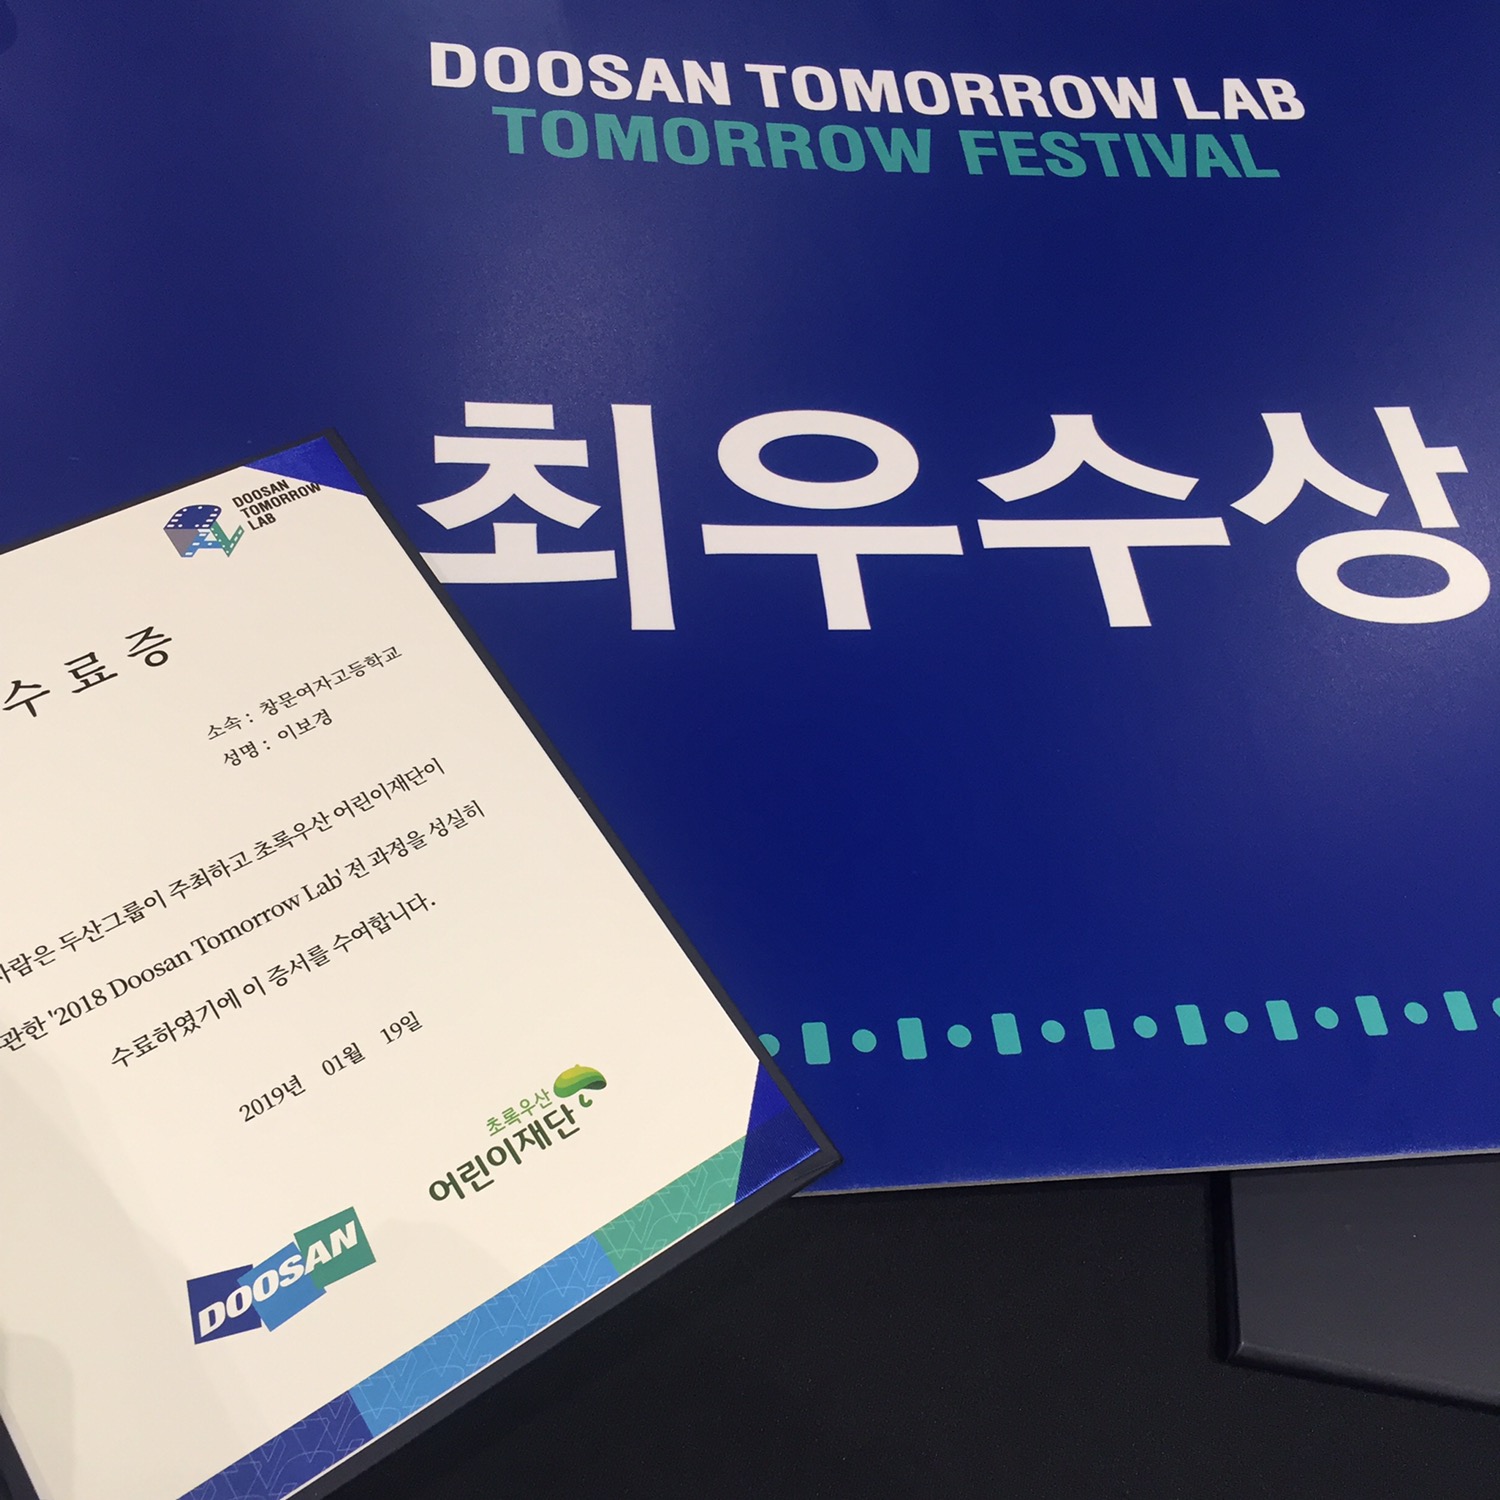 DOOSAN TOMORROW LAB
TOMORROW FESTIVAL
최우수상
DOOSAN
TOMORROW
LAB
수 료 증
소속 : 창문여자고등학교
성명 : 이보경
사람은 두산그룹이 주최하고 초록우산 어린이재단이
관한 '2018 Doosan Tomorrow Lab' 전 과정을 성실히
수료하였기에 이 증서를 수여합니다.
2019년 01월 19일
초록우산
어린이재단
DOOSAN